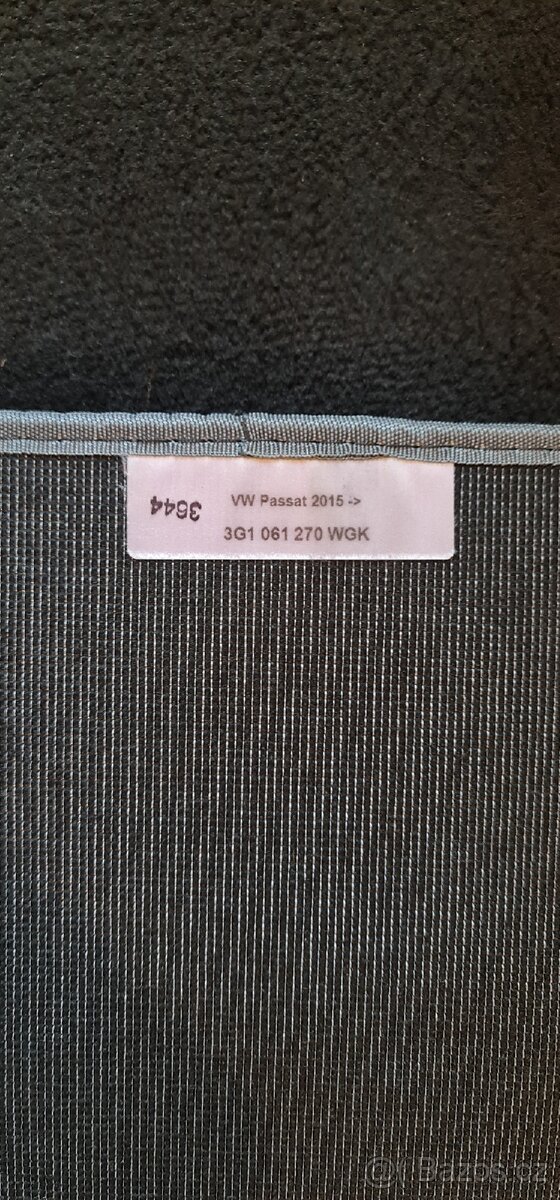 3644
VW Passat 2015 ->
3G1 061 270 WGK
Bazos.cz